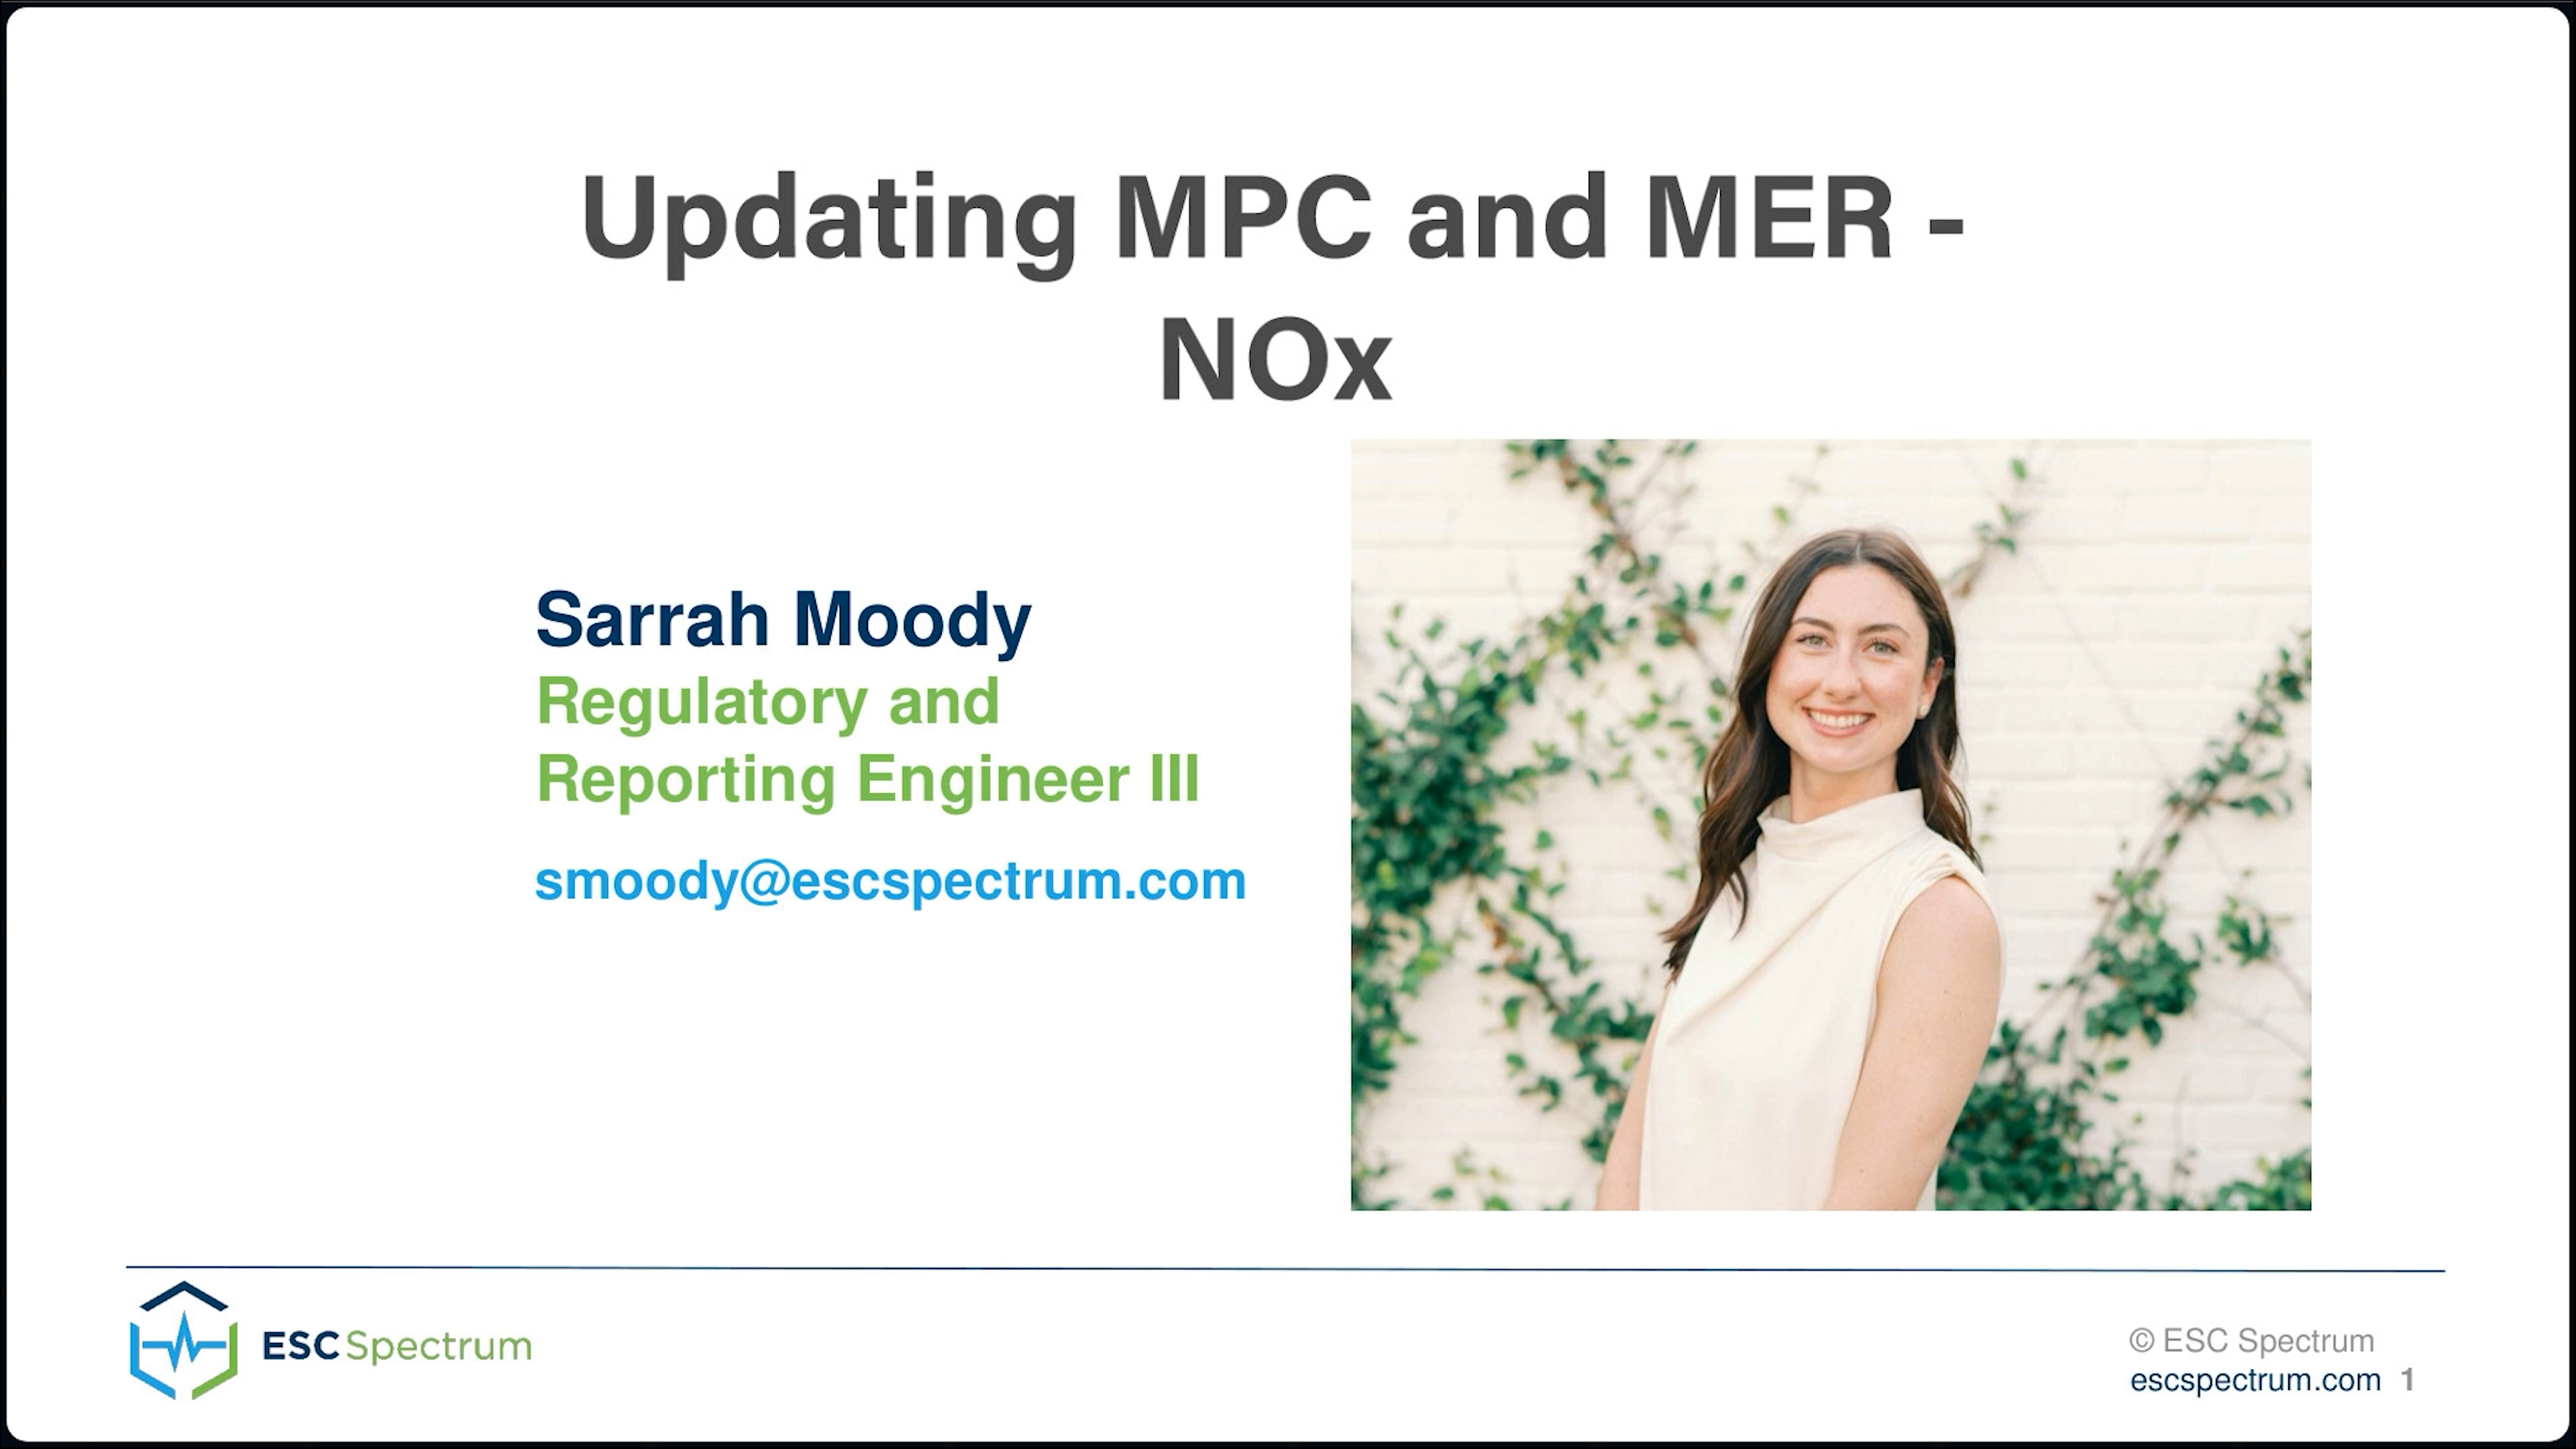 Updating MPC and MER -
NOx
Sarrah Moody
Regulatory and
Reporting Engineer III
smoody@escspectrum.com
ESC Spectrum
© ESC Spectrum
escspectrum.com 1